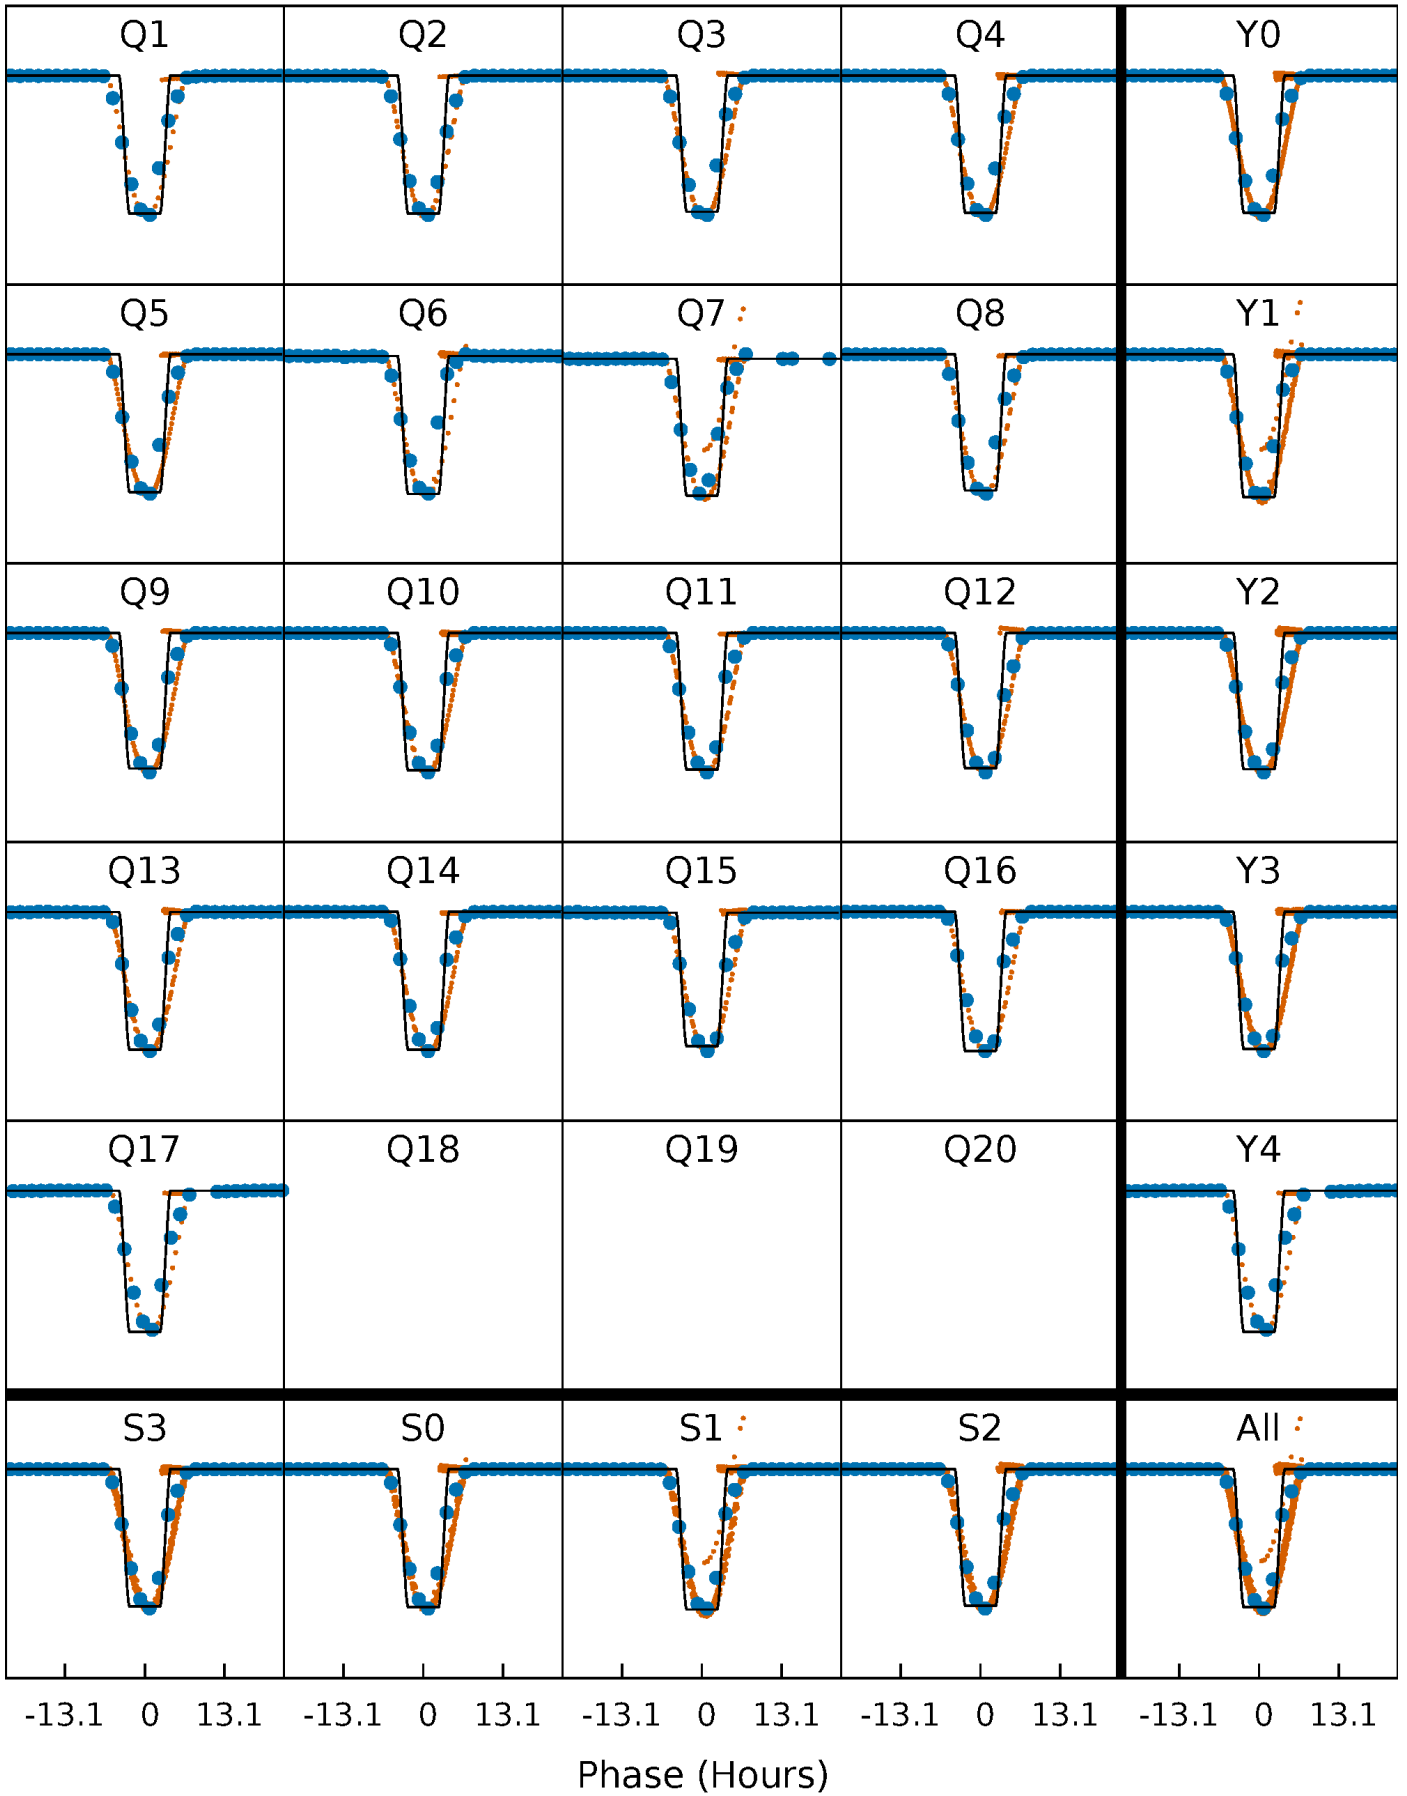 Q1 Q2 Q3 Q4 Y0
Q5 Q6 Q7 Q8 Y1
Q9 Q10 Q11 Q12 Y2
Q13 Q14 Q15 Q16 Y3
Q17 Q18 Q19 Q20 Y4
S3 S0 S1 S2 All
-13.1 0 13.1 -13.1 0 13.1 -13.1 0 13.1 -13.1 0 13.1 -13.1 0 13.1
Phase (Hours)